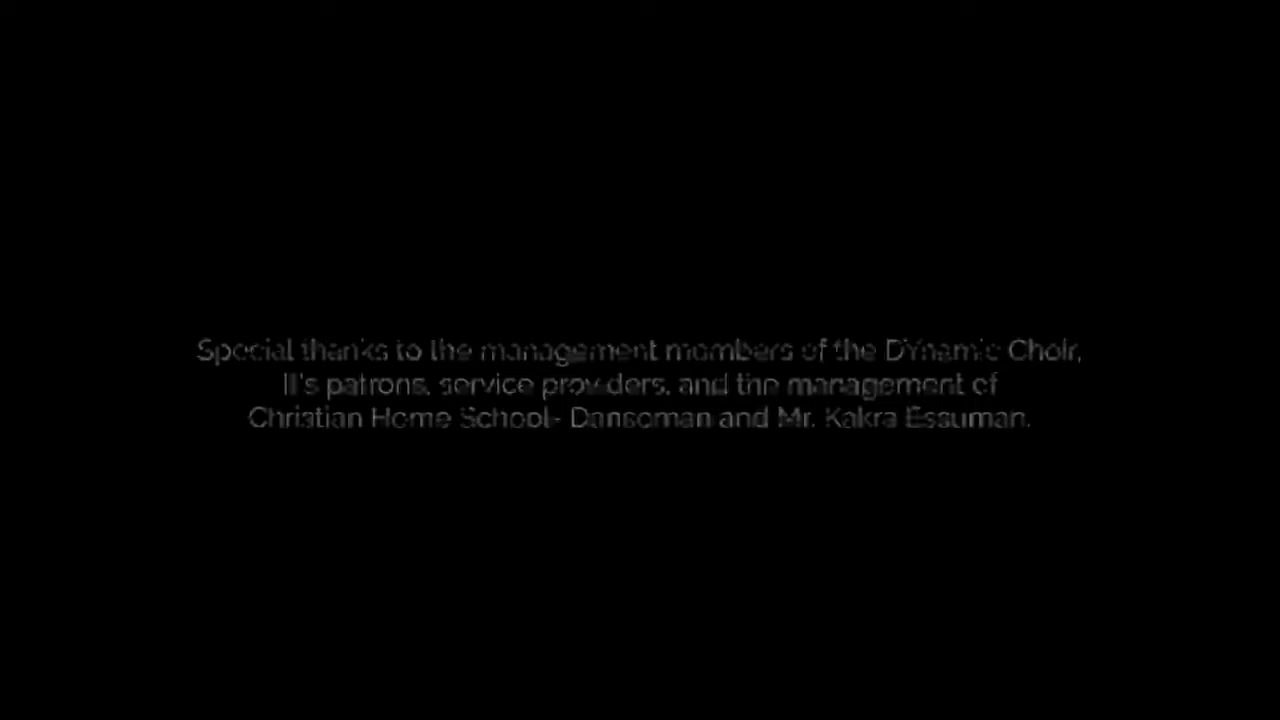 Special thanks to the management members of the DYnamic Choir,
It's patrons, service providers, and the management of
Christian Home School- Dansoman and Mr. Kakra Essuman.